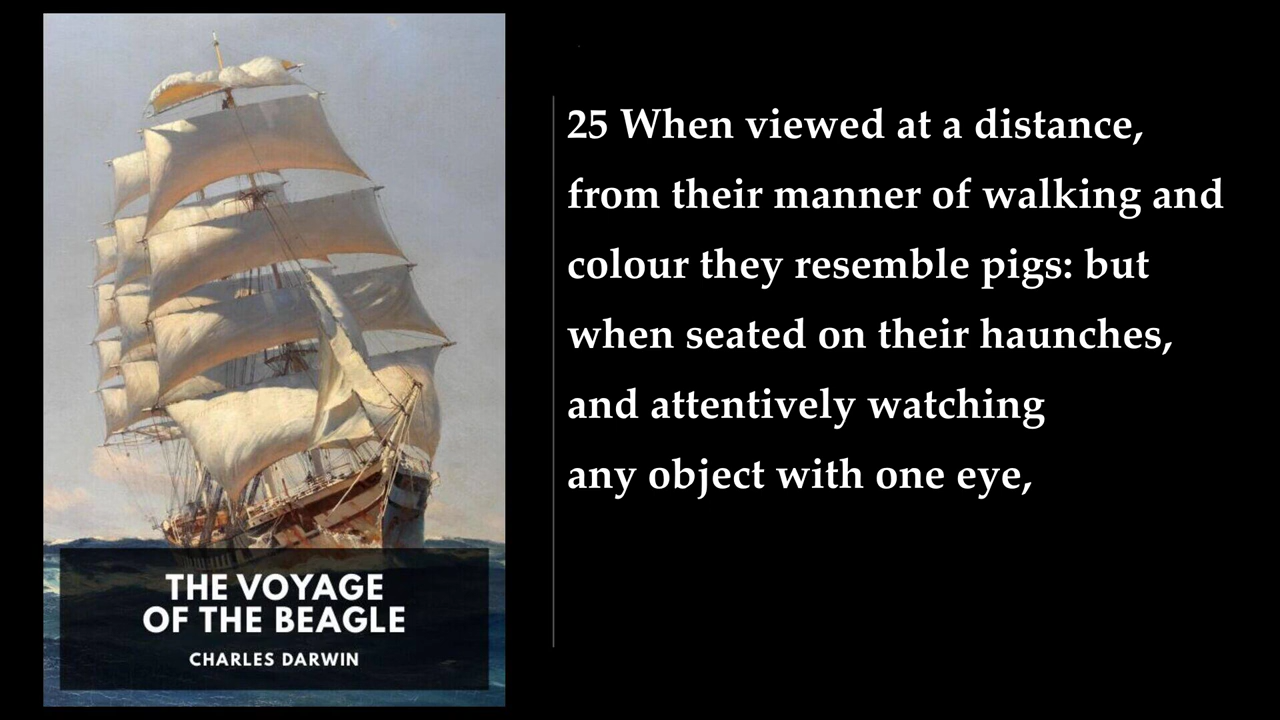 THE VOYAGE
OF THE BEAGLE
CHARLES DARWIN
25 When viewed at a distance,
from their manner of walking and
colour they resemble pigs: but
when seated on their haunches,
and attentively watching
any object with one eye,